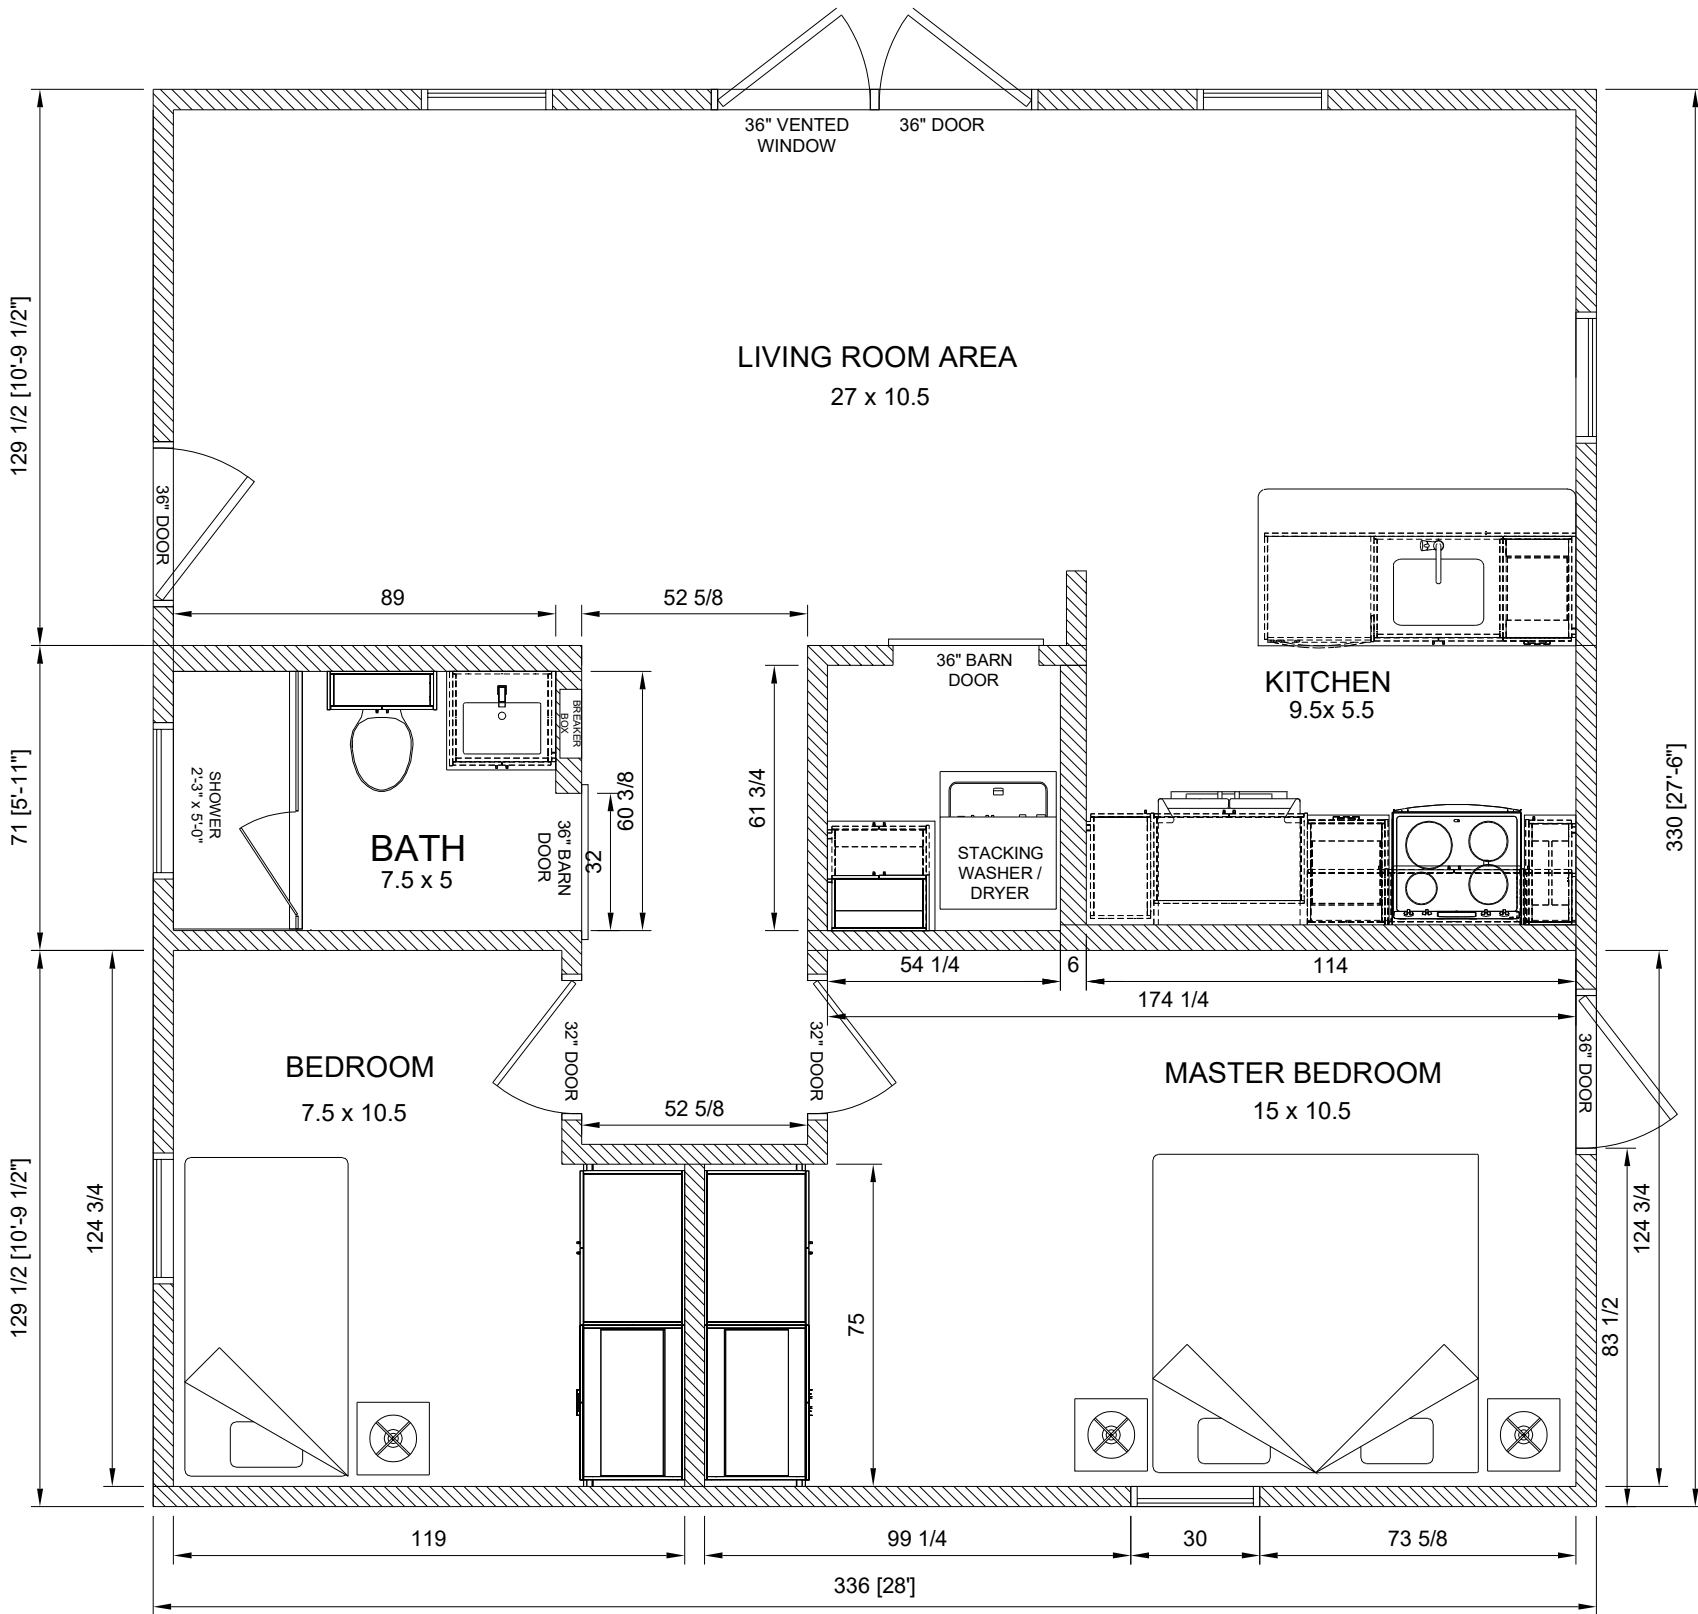 36" VENTED
WINDOW
36" DOOR
129 1/2 [10'-9 1/2"]
LIVING ROOM AREA
27 x 10.5
36" DOOR
89
52 5/8
36" BARN
DOOR
KITCHEN
9.5x 5.5
BREAKER
BOX
71 [5'-11"]
SHOWER
2'-3" x 5'-0"
BATH
7.5 x 5
36" BARN
DOOR
32
60 3/8
61 3/4
STACKING
WASHER /
DRYER
330 [27'-6"]
54 1/4
6
114
174 1/4
BEDROOM
7.5 x 10.5
32" DOOR
32" DOOR
52 5/8
MASTER BEDROOM
15 x 10.5
36" DOOR
129 1/2 [10'-9 1/2"]
124 3/4
75
83 1/2
124 3/4
119
99 1/4
30
73 5/8
336 [28']